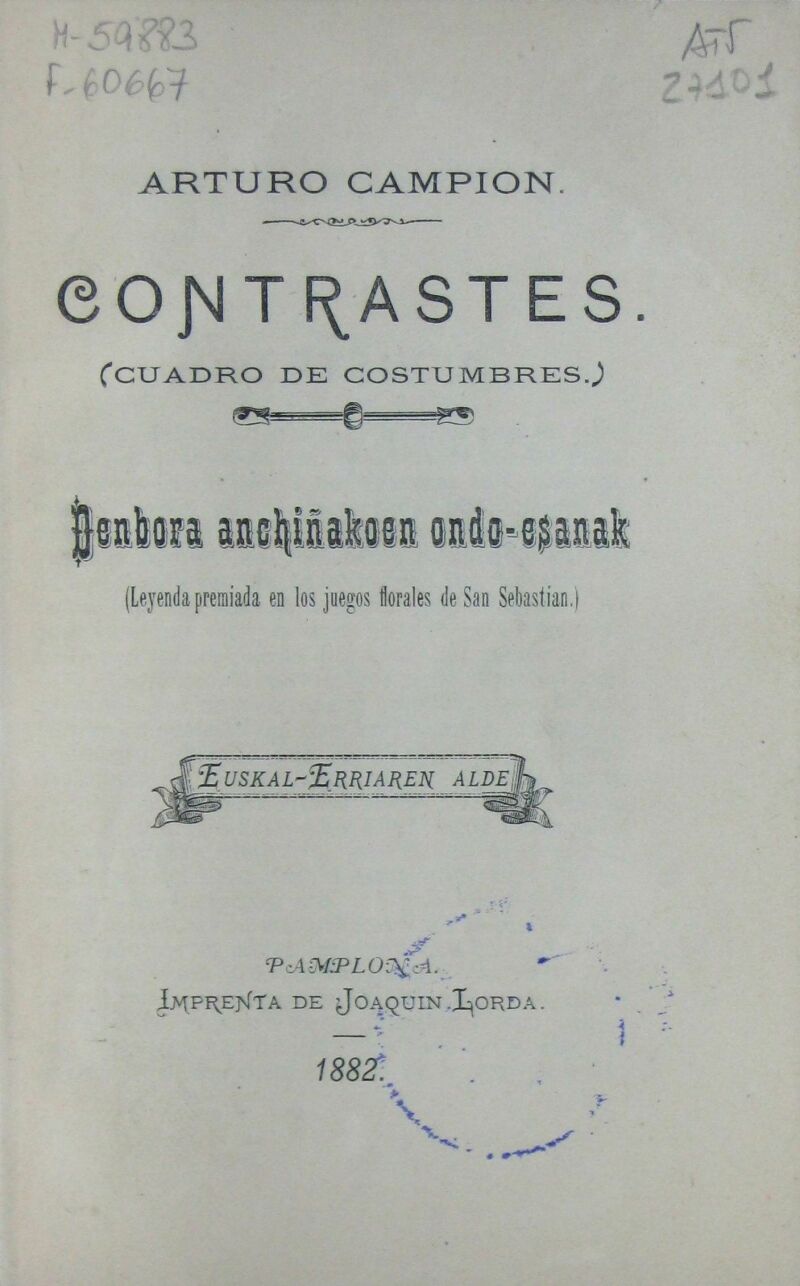 M-59883
F-60667
AñT
27101
ARTURO CAMPION.
CONTRASTES.
(CUADRO DE COSTUMBRES.)
Denbora anchiñakoen ondo-esanak
(Leyenda premiada en los juegos florales de San Sebastian.)
EUSKAL-ERRIAREN ALDE
PAMPLONA.
IMPRENTA DE JOAQUIN LORDA.
1882.